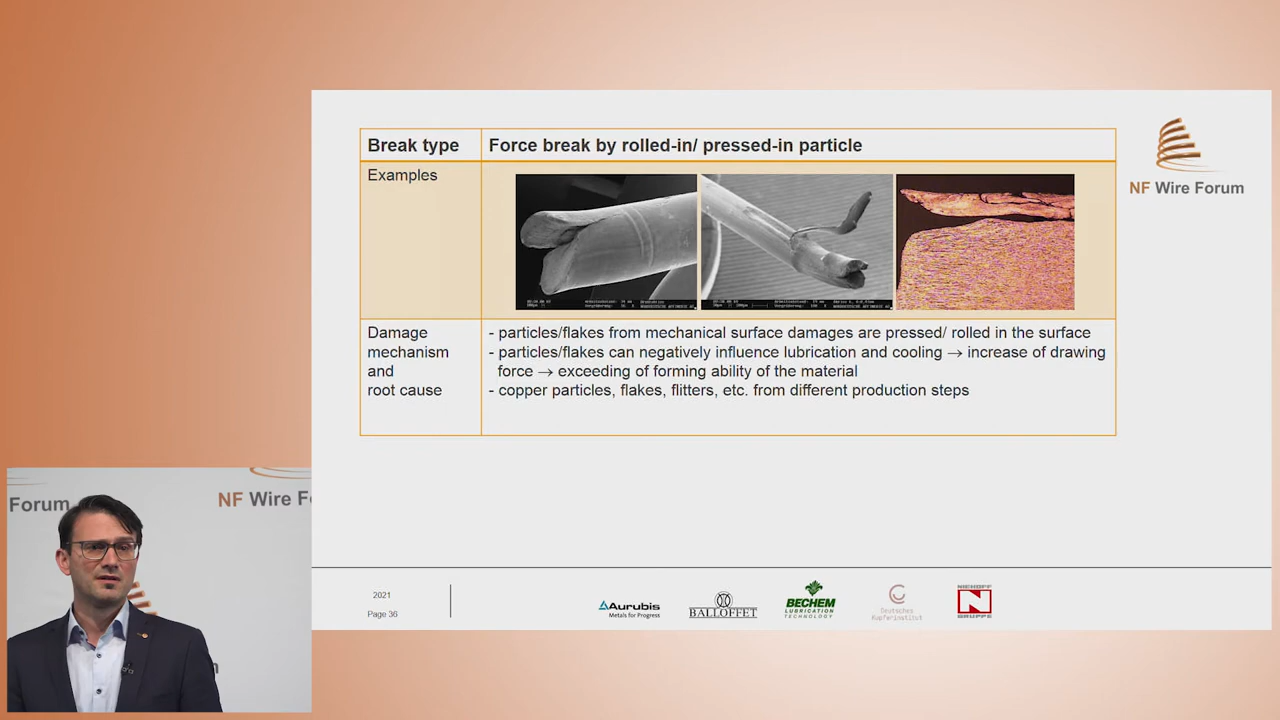 Break type
Force break by rolled-in/ pressed-in particle
Examples
Damage
mechanism
and
root cause
- particles/flakes from mechanical surface damages are pressed/ rolled in the surface
- particles/flakes can negatively influence lubrication and cooling → increase of drawing
force → exceeding of forming ability of the material
- copper particles, flakes, flitters, etc. from different production steps
NF Wire Forum
Forum
NF Wire Fo
2021
Page 36
Aurubis
Metals for Progress
BALLOFFET
BECHEM
LUBRICATION
TECHNOLOGY
Deutsches
Kupferinstitut
NIEHOFF
N
GRUPPE